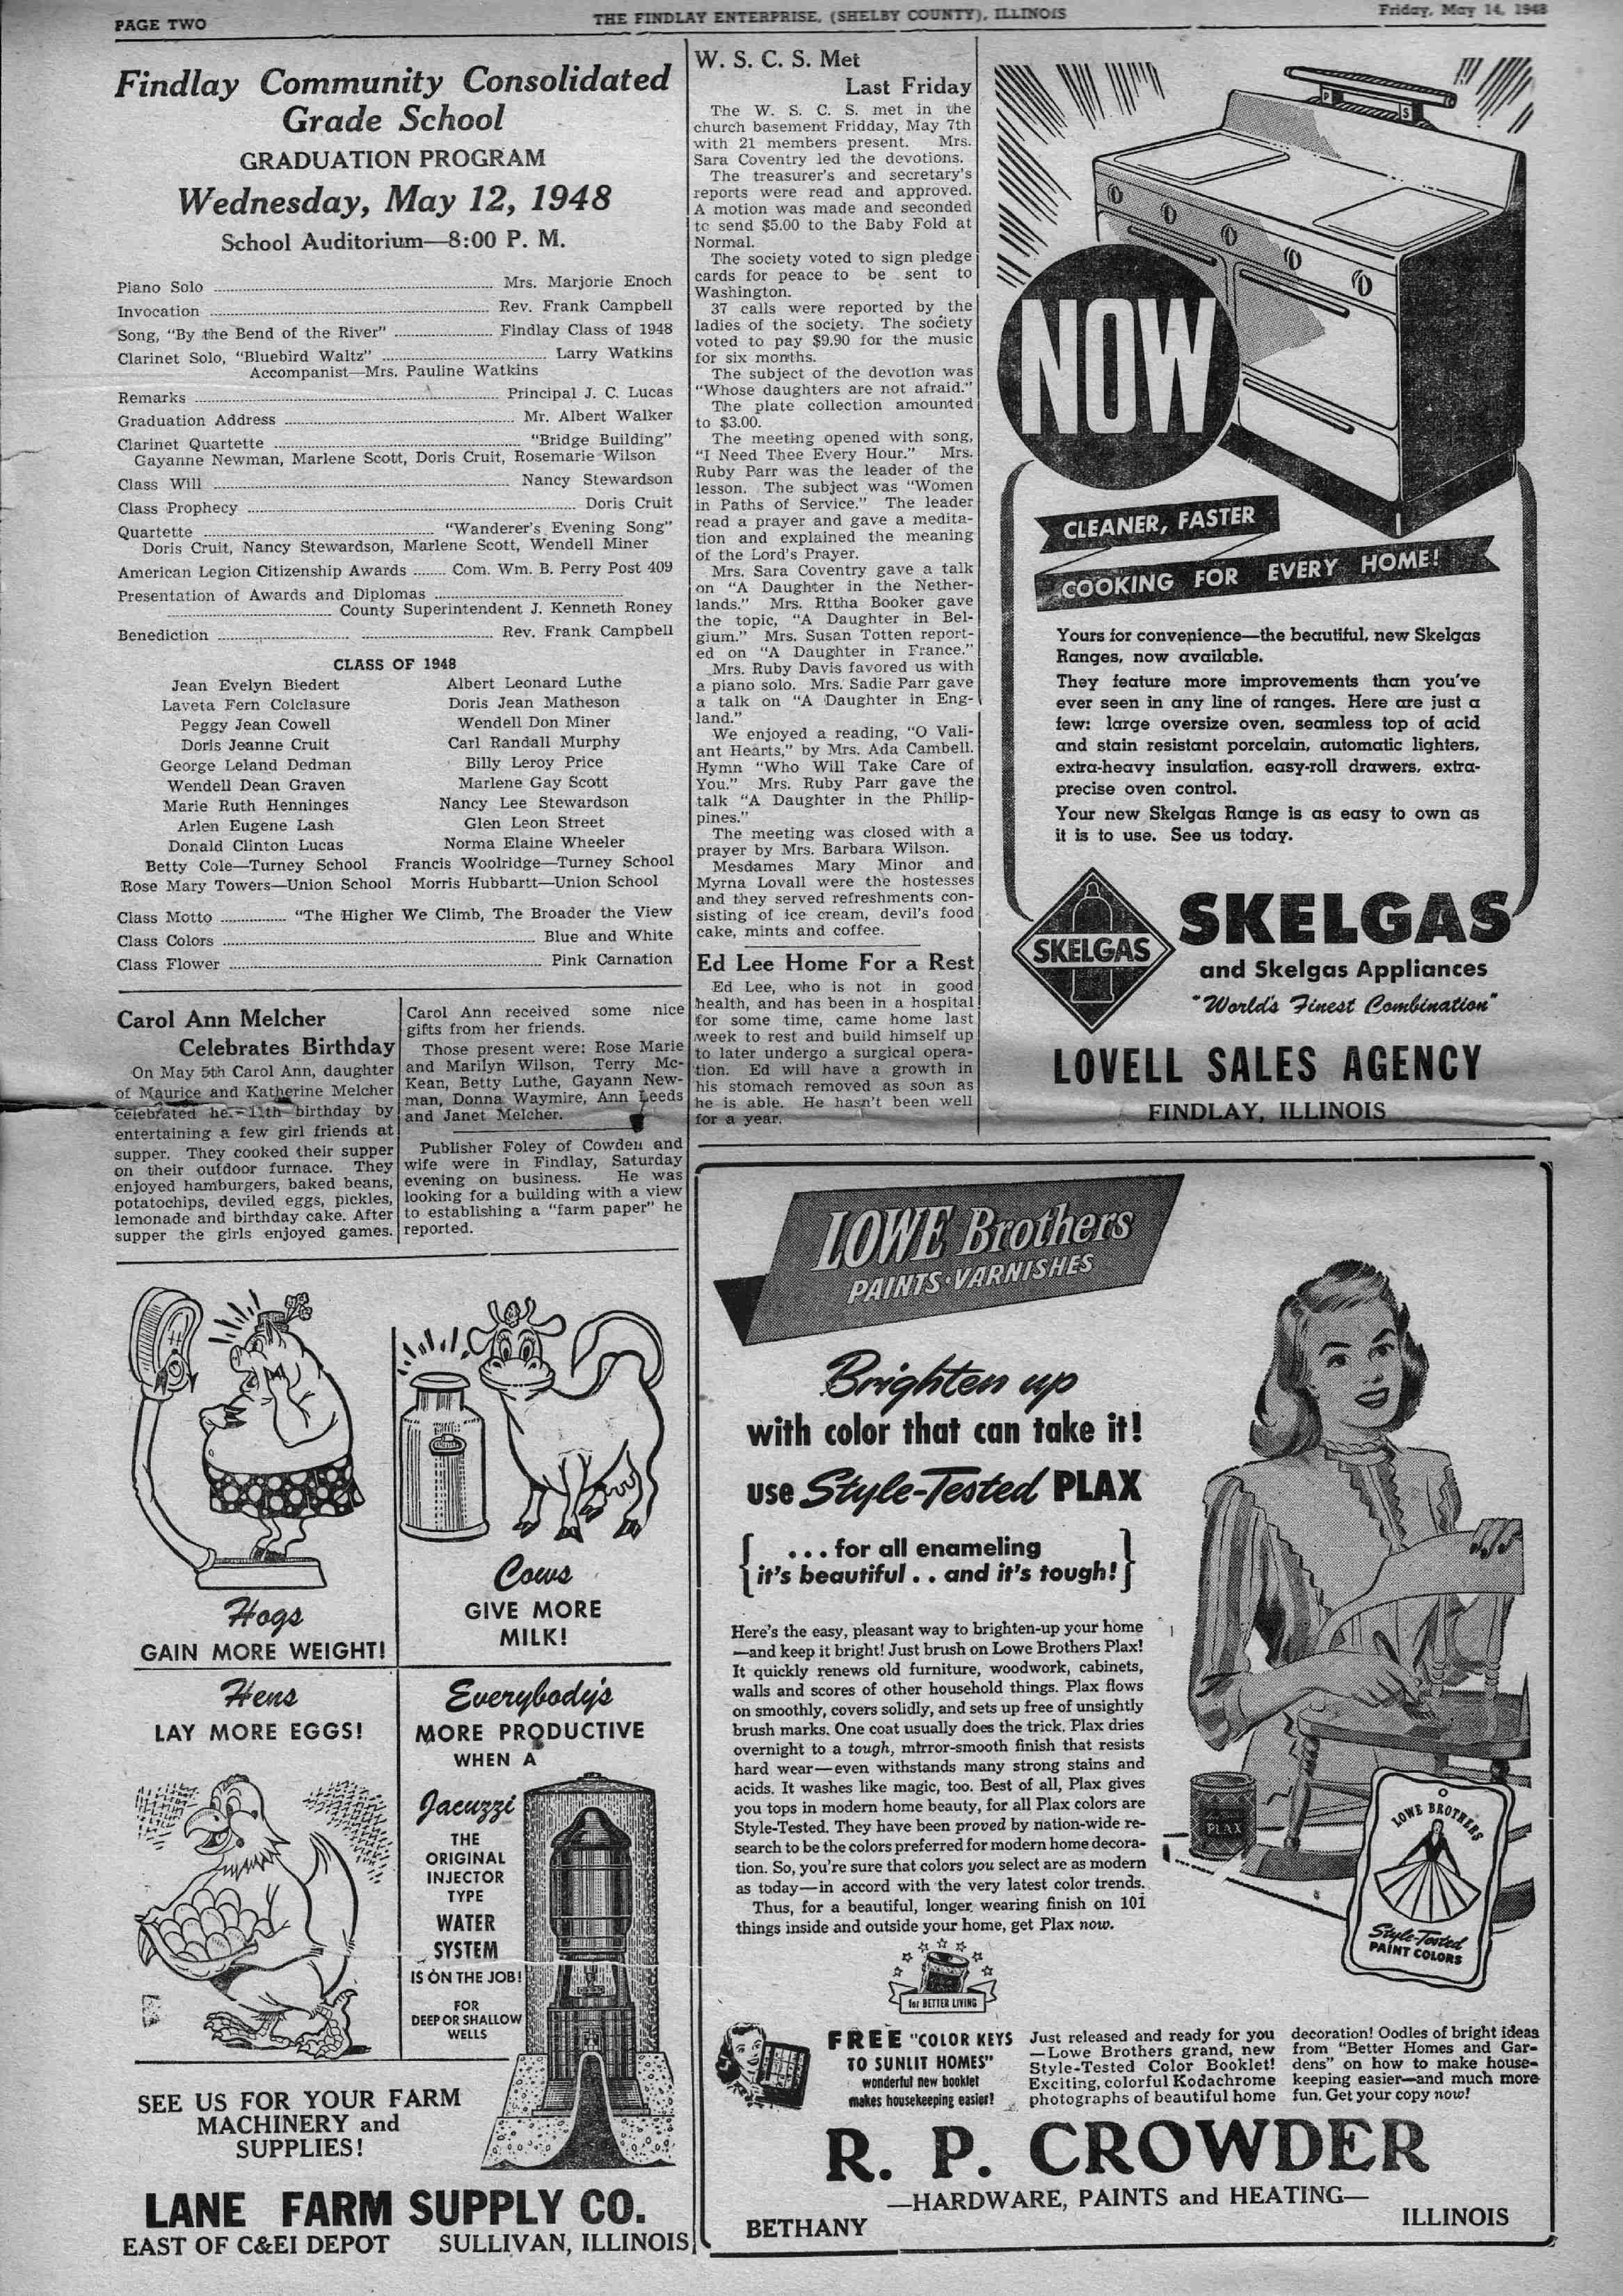 PAGE TWO
THE FINDLAY ENTERPRISE, (SHELBY COUNTY), ILLINOIS
Friday, May 14, 1948
Findlay Community Consolidated
Grade School
GRADUATION PROGRAM
Wednesday, May 12, 1948
School Auditorium—8:00 P. M.
Piano Solo ........ Mrs. Marjorie Enoch
Invocation ........ Rev. Frank Campbell
Song, "By the Bend of the River" ........ Findlay Class of 1948
Clarinet Solo, "Bluebird Waltz" ........ Larry Watkins
Accompanist—Mrs. Pauline Watkins
Remarks ........ Principal J. C. Lucas
Graduation Address ........ Mr. Albert Walker
Clarinet Quartette ........ "Bridge Building"
Gayanne Newman, Marlene Scott, Doris Cruit, Rosemarie Wilson
Class Will ........ Nancy Stewardson
Class Prophecy ........ Doris Cruit
Quartette ........ "Wanderer's Evening Song"
Doris Cruit, Nancy Stewardson, Marlene Scott, Wendell Miner
American Legion Citizenship Awards ........ Com. Wm. B. Perry Post 409
Presentation of Awards and Diplomas ........
........ County Superintendent J. Kenneth Roney
Benediction ........ Rev. Frank Campbell
CLASS OF 1948
Jean Evelyn Biedert Albert Leonard Luthe
Laveta Fern Colclasure Doris Jean Matheson
Peggy Jean Cowell Wendell Don Miner
Doris Jeanne Cruit Carl Randall Murphy
George Leland Dedman Billy Leroy Price
Wendell Dean Graven Marlene Gay Scott
Marie Ruth Henninges Nancy Lee Stewardson
Arlen Eugene Lash Glen Leon Street
Donald Clinton Lucas Norma Elaine Wheeler
Betty Cole—Turney School Francis Woolridge—Turney School
Rose Mary Towers—Union School Morris Hubbartt—Union School
Class Motto ........ "The Higher We Climb, The Broader the View
Class Colors ........ Blue and White
Class Flower ........ Pink Carnation
Carol Ann Melcher
Celebrates Birthday
On May 5th Carol Ann, daughter
of Maurice and Katherine Melcher
celebrated he. 11th birthday by
entertaining a few girl friends at
supper. They cooked their supper
on their outdoor furnace. They
enjoyed hamburgers, baked beans,
potatochips, deviled eggs, pickles,
lemonade and birthday cake. After
supper the girls enjoyed games.
Carol Ann received some nice
gifts from her friends.
Those present were: Rose Marie
and Marilyn Wilson, Terry Mc-
Kean, Betty Luthe, Gayann New-
man, Donna Waymire, Ann Leeds
and Janet Melcher.
Publisher Foley of Cowden and
wife were in Findlay, Saturday
evening on business. He was
looking for a building with a view
to establishing a "farm paper" he
reported.
W. S. C. S. Met
Last Friday
The W. S. C. S. met in the
church basement Fridday, May 7th
with 21 members present. Mrs.
Sara Coventry led the devotions.
The treasurer's and secretary's
reports were read and approved.
A motion was made and seconded
tc send $5.00 to the Baby Fold at
Normal.
The society voted to sign pledge
cards for peace to be sent to
Washington.
37 calls were reported by the
ladies of the society. The society
voted to pay $9.90 for the music
for six months.
The subject of the devotion was
"Whose daughters are not afraid."
The plate collection amounted
to $3.00.
The meeting opened with song,
"I Need Thee Every Hour." Mrs.
Ruby Parr was the leader of the
lesson. The subject was "Women
in Paths of Service." The leader
read a prayer and gave a medita-
tion and explained the meaning
of the Lord's Prayer.
Mrs. Sara Coventry gave a talk
on "A Daughter in the Nether-
lands." Mrs. Rttha Booker gave
the topic, "A Daughter in Bel-
gium." Mrs. Susan Totten report-
ed on "A Daughter in France."
Mrs. Ruby Davis favored us with
a piano solo. Mrs. Sadie Parr gave
a talk on "A Daughter in Eng-
land."
We enjoyed a reading, "O Vali-
ant Hearts," by Mrs. Ada Cambell.
Hymn "Who Will Take Care of
You." Mrs. Ruby Parr gave the
talk "A Daughter in the Philip-
pines."
The meeting was closed with a
prayer by Mrs. Barbara Wilson.
Mesdames Mary Minor and
Myrna Lovall were the hostesses
and they served refreshments con-
sisting of ice cream, devil's food
cake, mints and coffee.
Ed Lee Home For a Rest
Ed Lee, who is not in good
health, and has been in a hospital
for some time, came home last
week to rest and build himself up
to later undergo a surgical opera-
tion. Ed will have a growth in
his stomach removed as soon as
he is able. He hasn't been well
for a year.
P S
NOW
CLEANER, FASTER
COOKING FOR EVERY HOME!
Yours for convenience—the beautiful, new Skelgas
Ranges, now available.
They feature more improvements than you've
ever seen in any line of ranges. Here are just a
few: large oversize oven, seamless top of acid
and stain resistant porcelain, automatic lighters,
extra-heavy insulation, easy-roll drawers, extra-
precise oven control.
Your new Skelgas Range is as easy to own as
it is to use. See us today.
SKELGAS
SKELGAS
and Skelgas Appliances
"World's Finest Combination"
LOVELL SALES AGENCY
FINDLAY, ILLINOIS
Hogs
GAIN MORE WEIGHT!
Cows
GIVE MORE
MILK!
Hens
LAY MORE EGGS!
Everybody's
MORE PRODUCTIVE
WHEN A
Jacuzzi
THE
ORIGINAL
INJECTOR
TYPE
WATER
SYSTEM
IS ON THE JOB!
FOR
DEEP OR SHALLOW
WELLS
SEE US FOR YOUR FARM
MACHINERY and
SUPPLIES!
LANE FARM SUPPLY CO.
EAST OF C&EI DEPOT SULLIVAN, ILLINOIS
LOWE Brothers
PAINTS·VARNISHES
Brighten up
with color that can take it!
use Style-Tested PLAX
...for all enameling
it's beautiful . . and it's tough!
Here's the easy, pleasant way to brighten-up your home
—and keep it bright! Just brush on Lowe Brothers Plax!
It quickly renews old furniture, woodwork, cabinets,
walls and scores of other household things. Plax flows
on smoothly, covers solidly, and sets up free of unsightly
brush marks. One coat usually does the trick. Plax dries
overnight to a tough, mirror-smooth finish that resists
hard wear—even withstands many strong stains and
acids. It washes like magic, too. Best of all, Plax gives
you tops in modern home beauty, for all Plax colors are
Style-Tested. They have been proved by nation-wide re-
search to be the colors preferred for modern home decora-
tion. So, you're sure that colors you select are as modern
as today—in accord with the very latest color trends.
Thus, for a beautiful, longer wearing finish on 101
things inside and outside your home, get Plax now.
PLAX
LOWE BROTHERS
Style-Tested
PAINT COLORS
for BETTER LIVING
FREE "COLOR KEYS
TO SUNLIT HOMES"
wonderful new booklet
makes housekeeping easier!
Just released and ready for you
—Lowe Brothers grand, new
Style-Tested Color Booklet!
Exciting, colorful Kodachrome
photographs of beautiful home
decoration! Oodles of bright ideas
from "Better Homes and Gar-
dens" on how to make house-
keeping easier—and much more
fun. Get your copy now!
R. P. CROWDER
—HARDWARE, PAINTS and HEATING—
BETHANY ILLINOIS